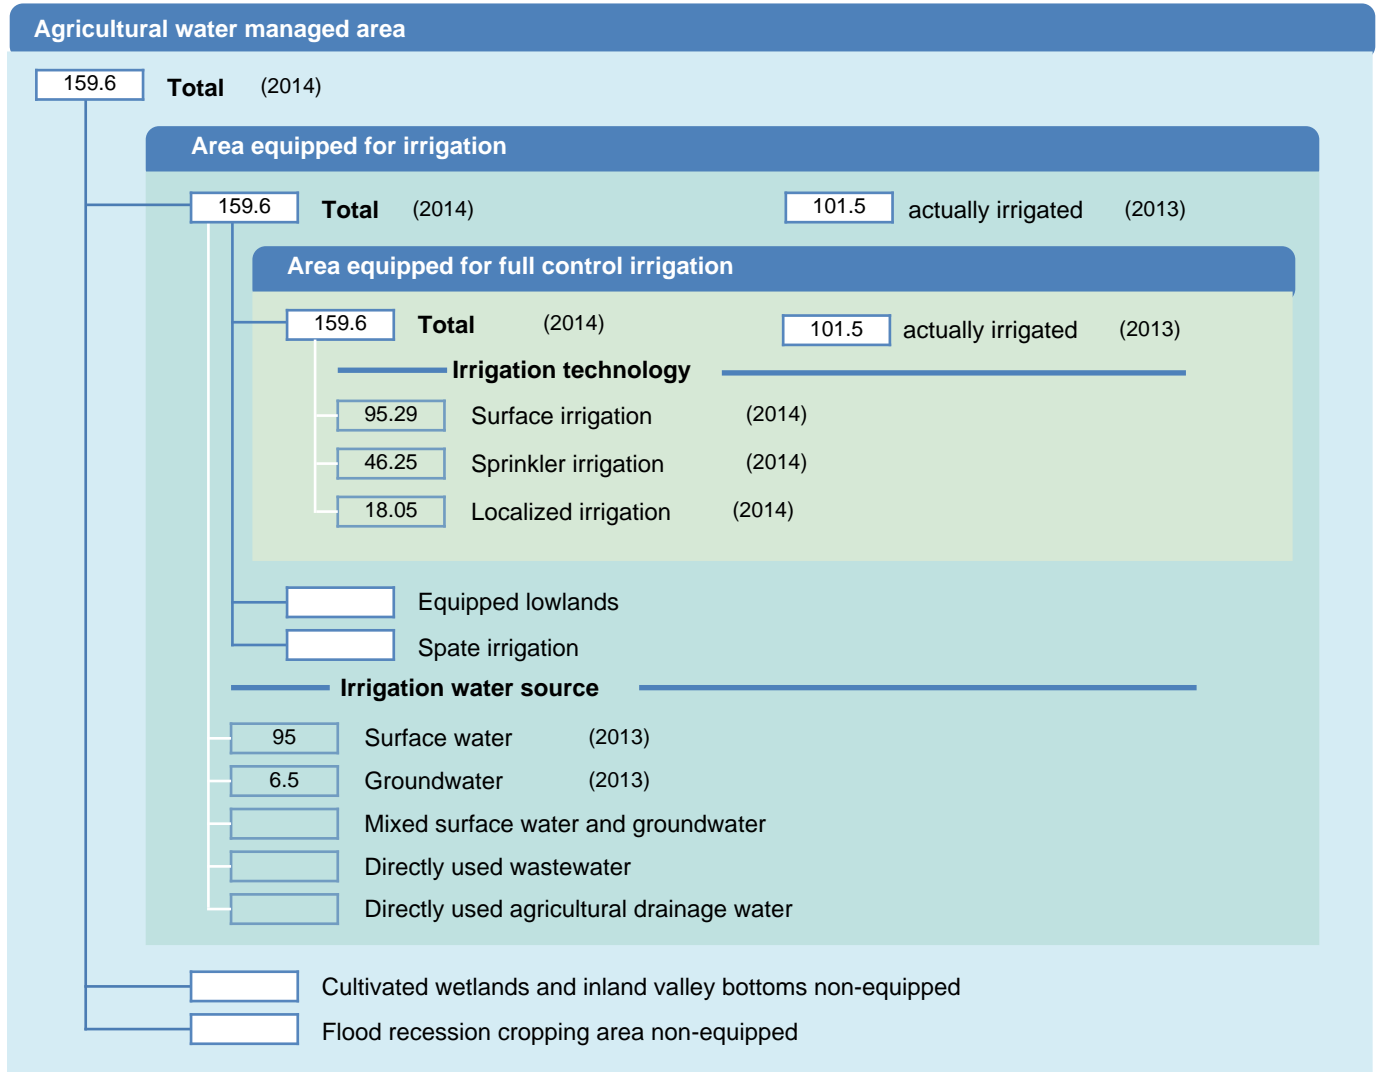 Agricultural water managed area
159.6 Total (2014)
Area equipped for irrigation
159.6 Total (2014) 101.5 actually irrigated (2013)
Area equipped for full control irrigation
159.6 Total (2014) 101.5 actually irrigated (2013)
Irrigation technology
95.29 Surface irrigation (2014)
46.25 Sprinkler irrigation (2014)
18.05 Localized irrigation (2014)
Equipped lowlands
Spate irrigation
Irrigation water source
95 Surface water (2013)
6.5 Groundwater (2013)
Mixed surface water and groundwater
Directly used wastewater
Directly used agricultural drainage water
Cultivated wetlands and inland valley bottoms non-equipped
Flood recession cropping area non-equipped